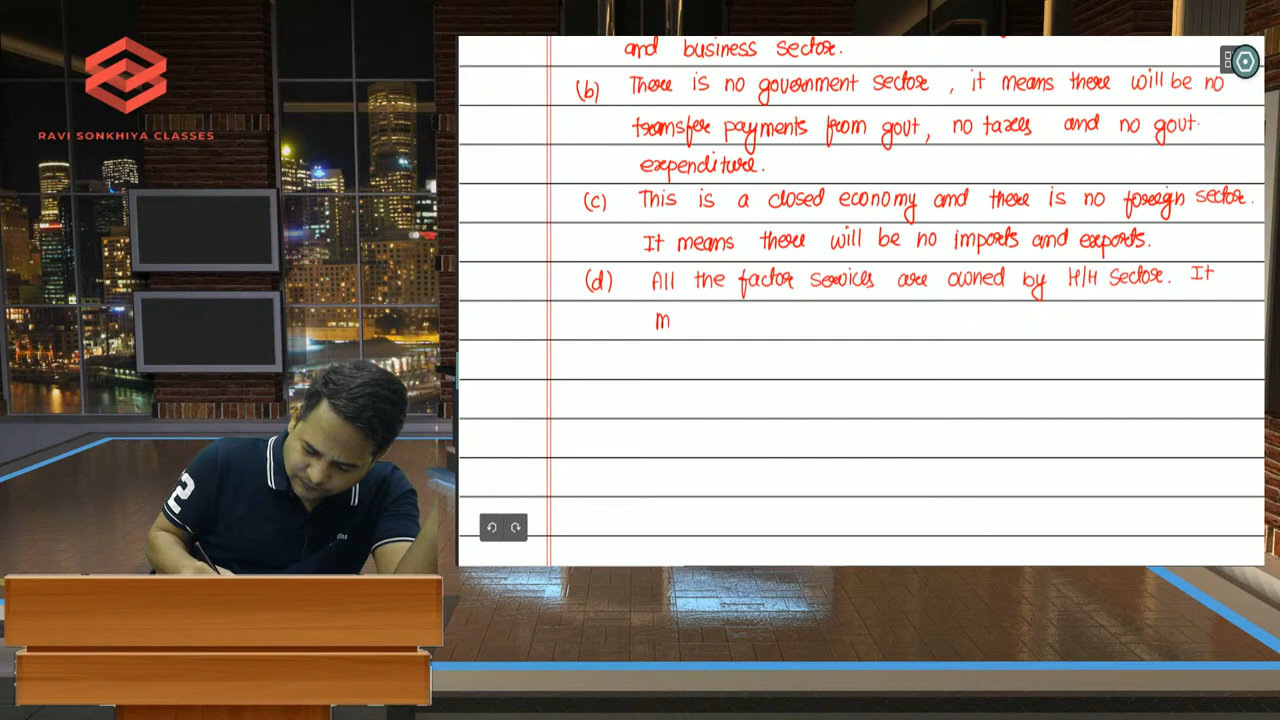 RAVI SONKHIYA CLASSES
and business sector.
(b) There is no government sector, it means there will be no
transfer payments from govt, no taxes and no govt.
expenditure.
(c) This is a closed economy and there is no foreign sector.
It means there will be no imports and exports.
(d) All the factor services are owned by H/H sector. It
m
2